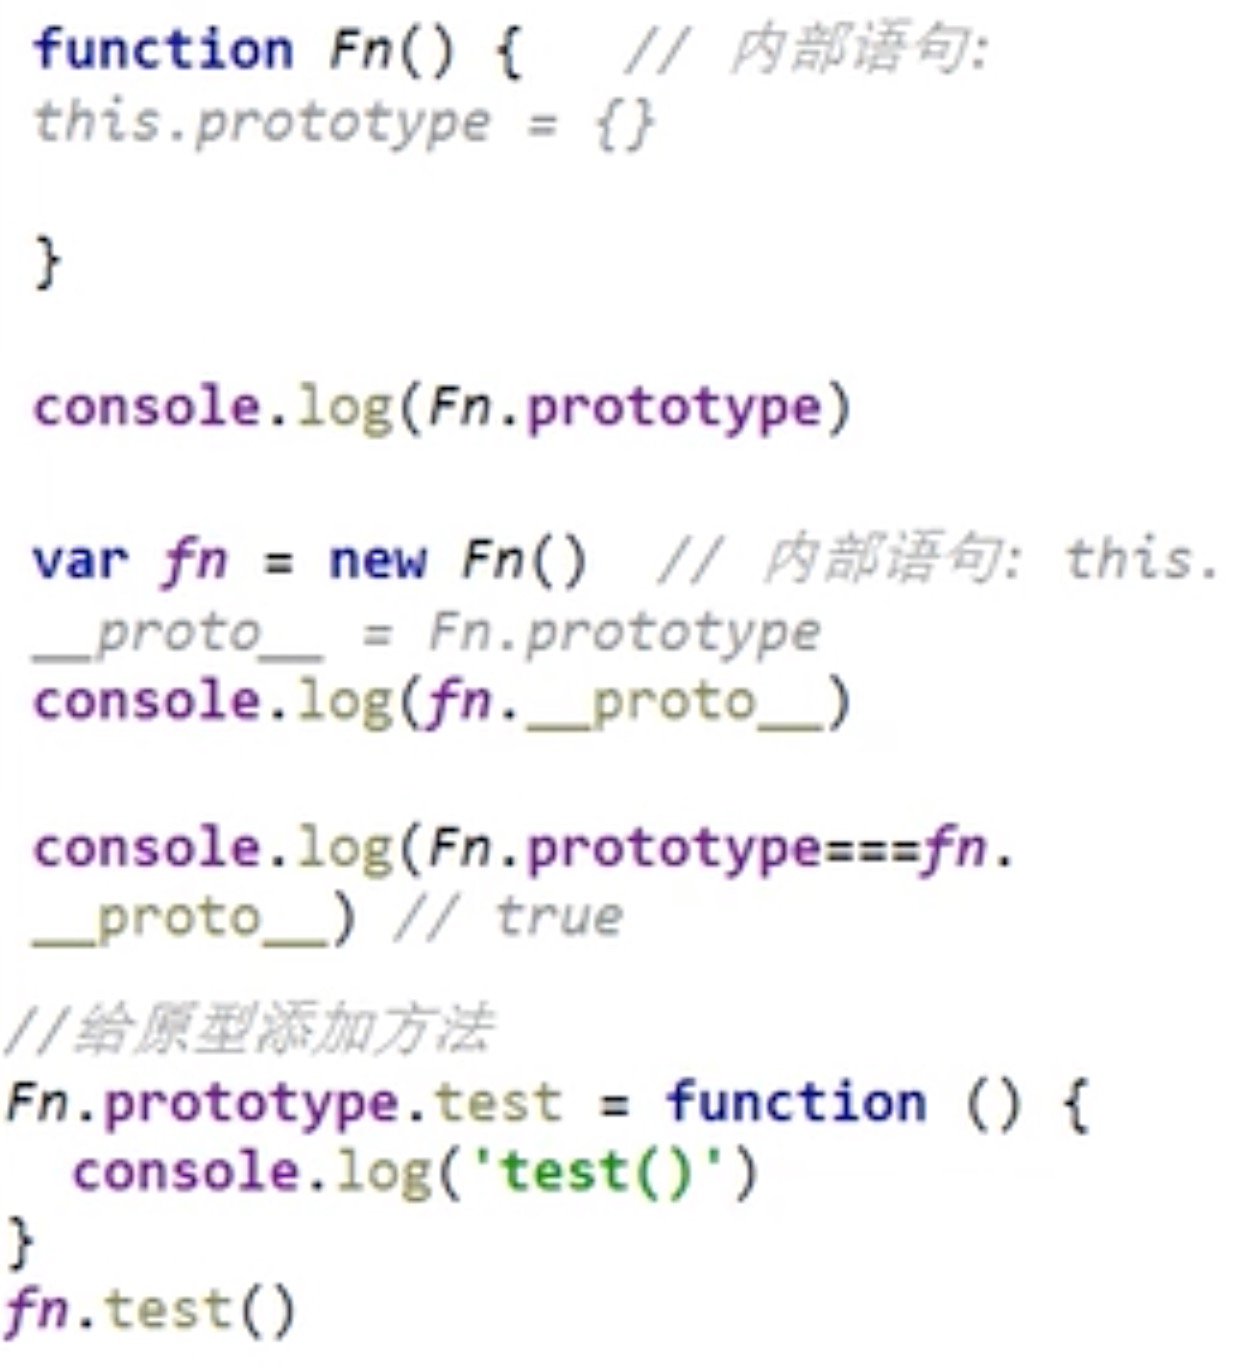 function Fn() {   // 内部语句:
this.prototype = {}
}
console.log(Fn.prototype)
var fn = new Fn()  // 内部语句: this.
__proto__ = Fn.prototype
console.log(fn.__proto__)
console.log(Fn.prototype===fn.
__proto__) // true
//给原型添加方法
Fn.prototype.test = function () {
  console.log('test()')
}
fn.test()